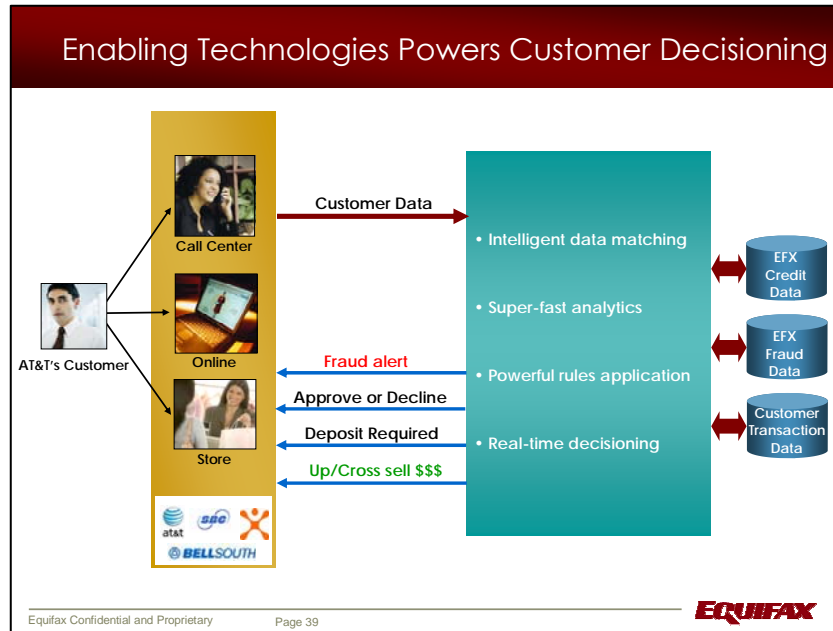 Enabling Technologies Powers Customer Decisioning
Call Center
Online
Store
AT&T's Customer
at&t
SBC
BELLSOUTH
Customer Data
Fraud alert
Approve or Decline
Deposit Required
Up/Cross sell $$$
• Intelligent data matching
• Super-fast analytics
• Powerful rules application
• Real-time decisioning
EFX
Credit
Data
EFX
Fraud
Data
Customer
Transaction
Data
Equifax Confidential and Proprietary
Page 39
EQUIFAX